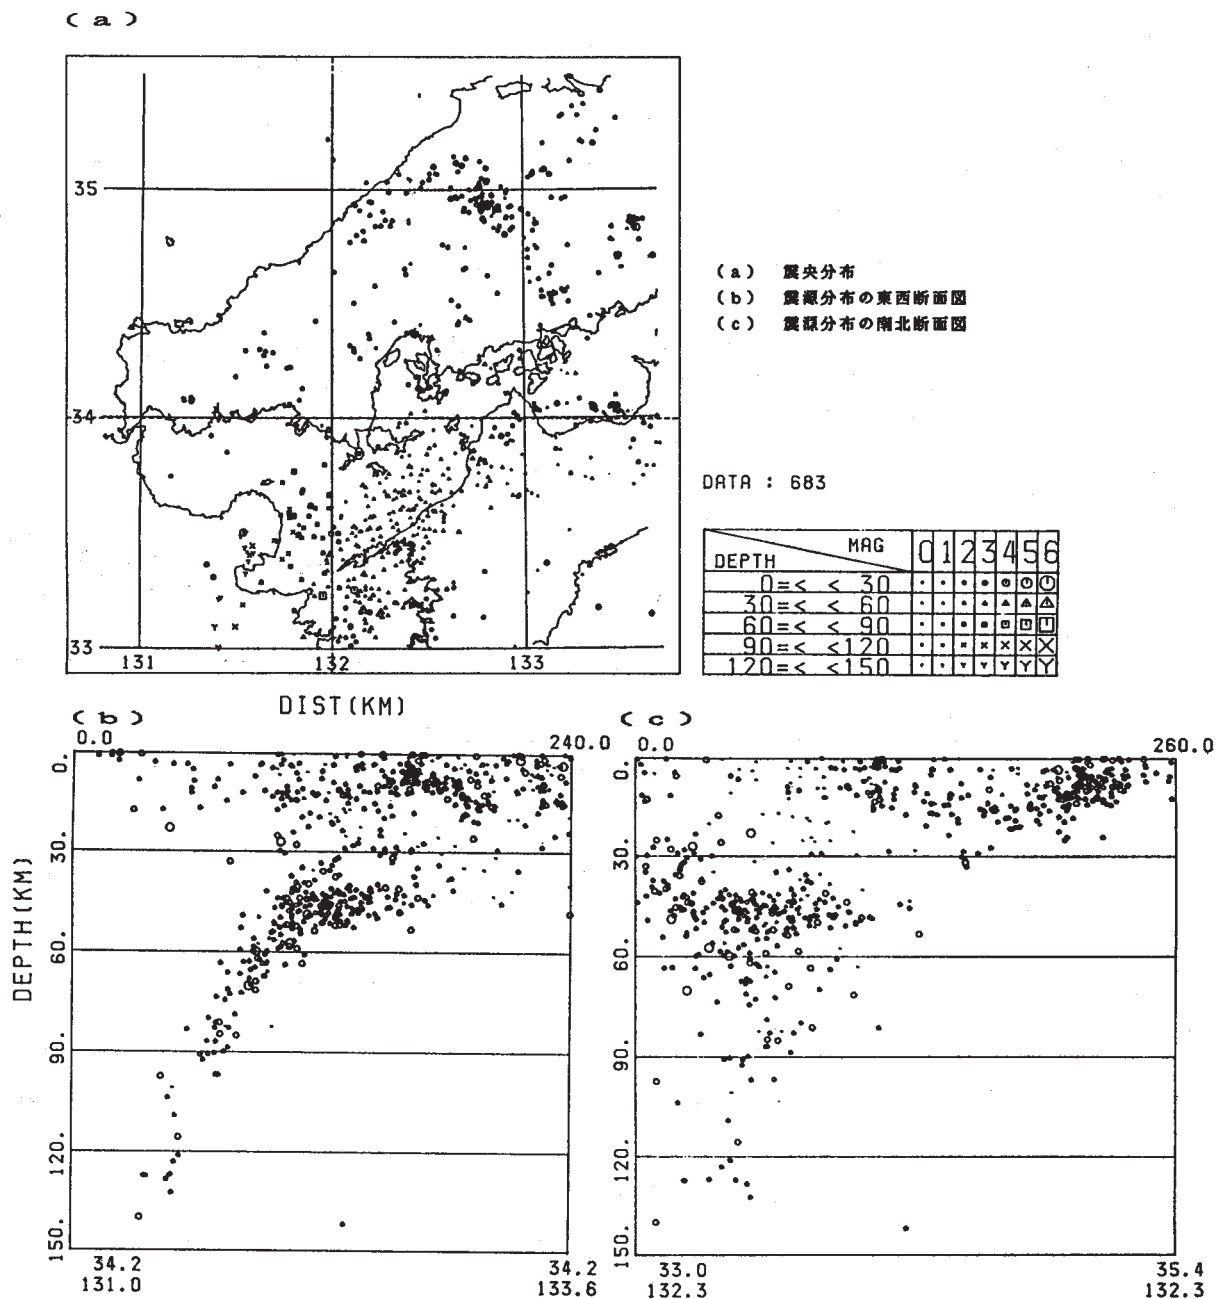 (a)
35
34
33
131
132
133
(a) 震央分布
(b) 震源分布の東西断面図
(c) 震源分布の南北断面図
DATA : 683
MAG 0 1 2 3 4 5 6
DEPTH
0=< < 30
30=< < 60
60=< < 90
90=< <120
120=< <150
DIST(KM)
(b)
0.0
240.0
DEPTH(KM)
0.
30.
60.
90.
120.
150.
34.2
131.0
34.2
133.6
(c)
0.0
260.0
0.
30.
60.
90.
120.
150.
33.0
132.3
35.4
132.3